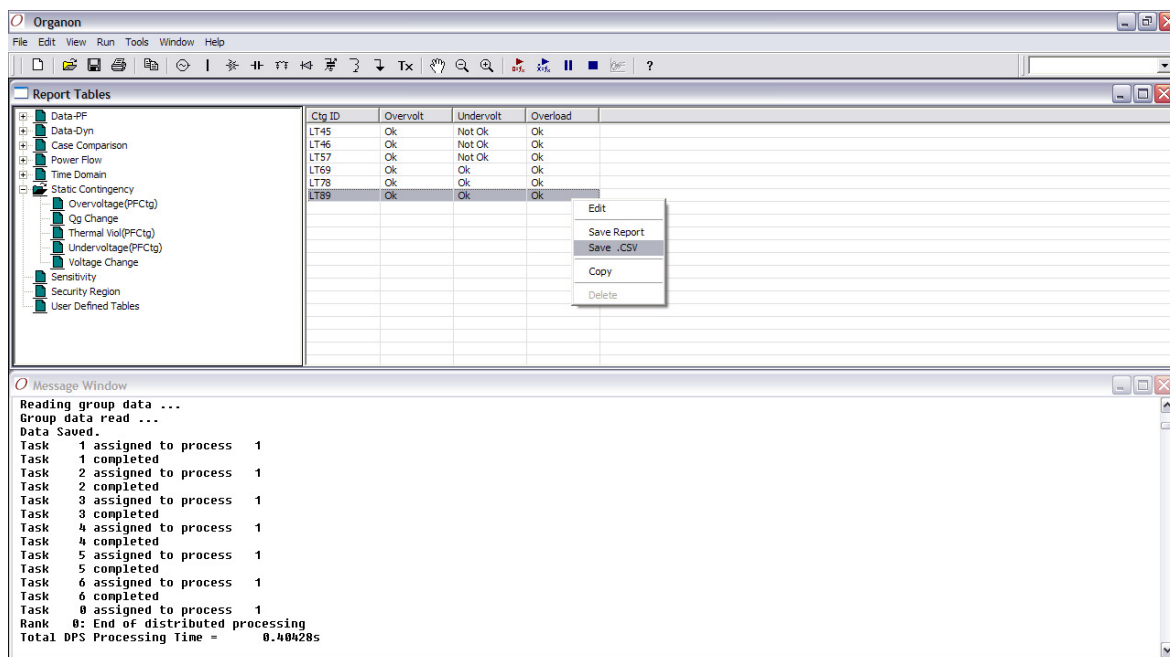 Organon
File Edit View Run Tools Window Help
Tx ?
Report Tables
Data-PF
Data-Dyn
Case Comparison
Power Flow
Time Domain
Static Contingency
Overvoltage(PFCtg)
Qg Change
Thermal Viol(PFCtg)
Undervoltage(PFCtg)
Voltage Change
Sensitivity
Security Region
User Defined Tables
Ctg ID Overvolt Undervolt Overload
LT45 Ok Not Ok Ok
LT46 Ok Not Ok Ok
LT57 Ok Not Ok Ok
LT69 Ok Ok Ok
LT78 Ok Ok Ok
LT89 Ok Ok Ok
Edit
Save Report
Save .CSV
Copy
Delete
Message Window
Reading group data ...
Group data read ...
Data Saved.
Task 1 assigned to process 1
Task 1 completed
Task 2 assigned to process 1
Task 2 completed
Task 3 assigned to process 1
Task 3 completed
Task 4 assigned to process 1
Task 4 completed
Task 5 assigned to process 1
Task 5 completed
Task 6 assigned to process 1
Task 6 completed
Task 0 assigned to process 1
Rank 0: End of distributed processing
Total DPS Processing Time = 0.40428s